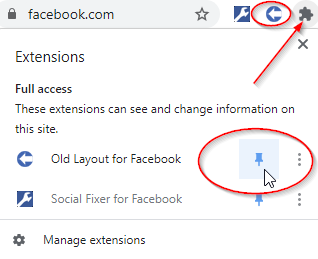 facebook.com
Extensions
Full access
These extensions can see and change information on
this site.
Old Layout for Facebook
Social Fixer for Facebook
Manage extensions